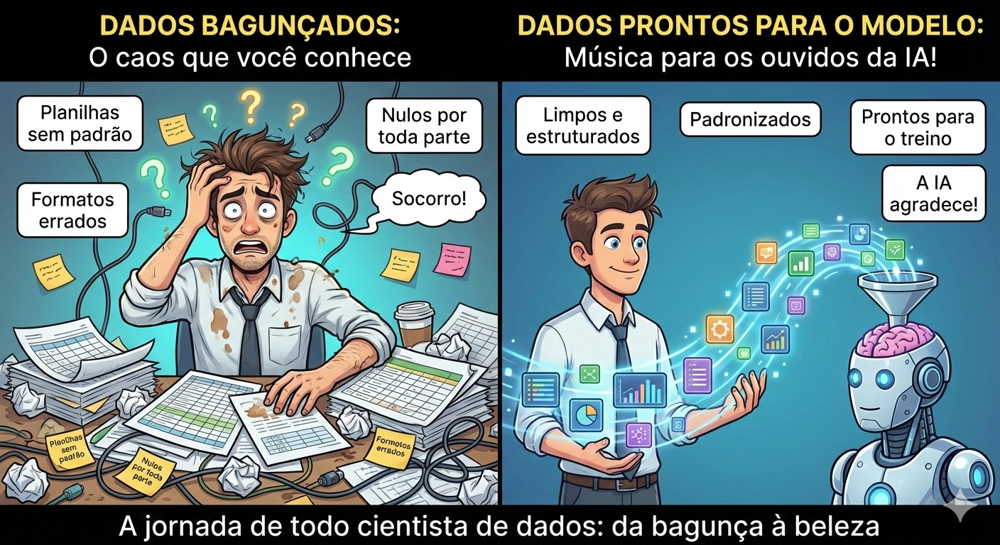 DADOS BAGUNÇADOS:
O caos que você conhece
Planilhas
sem padrão
Nulos por
toda parte
Formatos
errados
Socorro!
Planilhas
sem
padrão
Nulos
por toda
parte
Formatos
errados
DADOS PRONTOS PARA O MODELO:
Música para os ouvidos da IA!
Limpos e
estruturados
Padronizados
Prontos para
o treino
A IA
agradece!
A jornada de todo cientista de dados: da bagunça à beleza